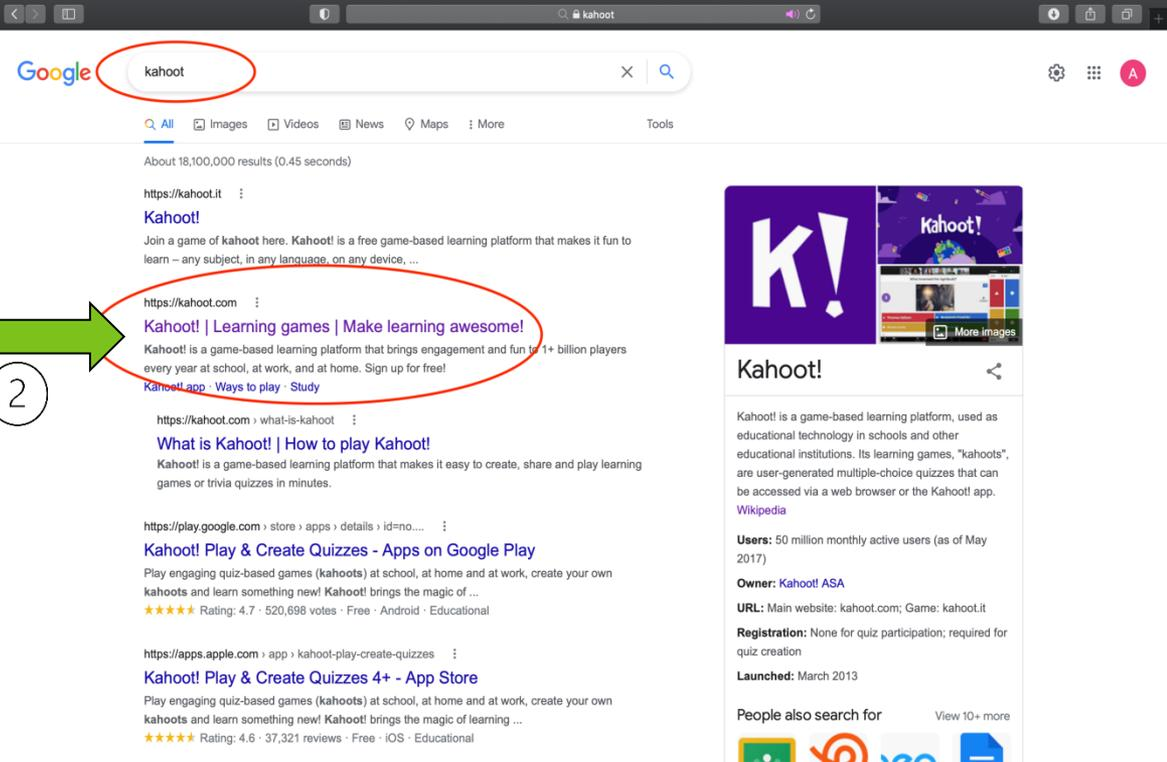 kahoot
Google
kahoot
A
All Images Videos News Maps More Tools
About 18,100,000 results (0.45 seconds)
https://kahoot.it
Kahoot!
Join a game of kahoot here. Kahoot! is a free game-based learning platform that makes it fun to
learn – any subject, in any language, on any device, ...
https://kahoot.com
Kahoot! | Learning games | Make learning awesome!
Kahoot! is a game-based learning platform that brings engagement and fun to 1+ billion players
every year at school, at work, and at home. Sign up for free!
Kahoot! app · Ways to play · Study
2
https://kahoot.com › what-is-kahoot
What is Kahoot! | How to play Kahoot!
Kahoot! is a game-based learning platform that makes it easy to create, share and play learning
games or trivia quizzes in minutes.
https://play.google.com › store › apps › details › id=no....
Kahoot! Play & Create Quizzes - Apps on Google Play
Play engaging quiz-based games (kahoots) at school, at home and at work, create your own
kahoots and learn something new! Kahoot! brings the magic of ...
Rating: 4.7 · 520,698 votes · Free · Android · Educational
https://apps.apple.com › app › kahoot-play-create-quizzes
Kahoot! Play & Create Quizzes 4+ - App Store
Play engaging quiz-based games (kahoots) at school, at home and at work, create your own
kahoots and learn something new! Kahoot! brings the magic of learning ...
Rating: 4.6 · 37,321 reviews · Free · iOS · Educational
K!
Kahoot!
More images
Kahoot!
Kahoot! is a game-based learning platform, used as
educational technology in schools and other
educational institutions. Its learning games, "kahoots",
are user-generated multiple-choice quizzes that can
be accessed via a web browser or the Kahoot! app.
Wikipedia
Users: 50 million monthly active users (as of May
2017)
Owner: Kahoot! ASA
URL: Main website: kahoot.com; Game: kahoot.it
Registration: None for quiz participation; required for
quiz creation
Launched: March 2013
People also search for View 10+ more